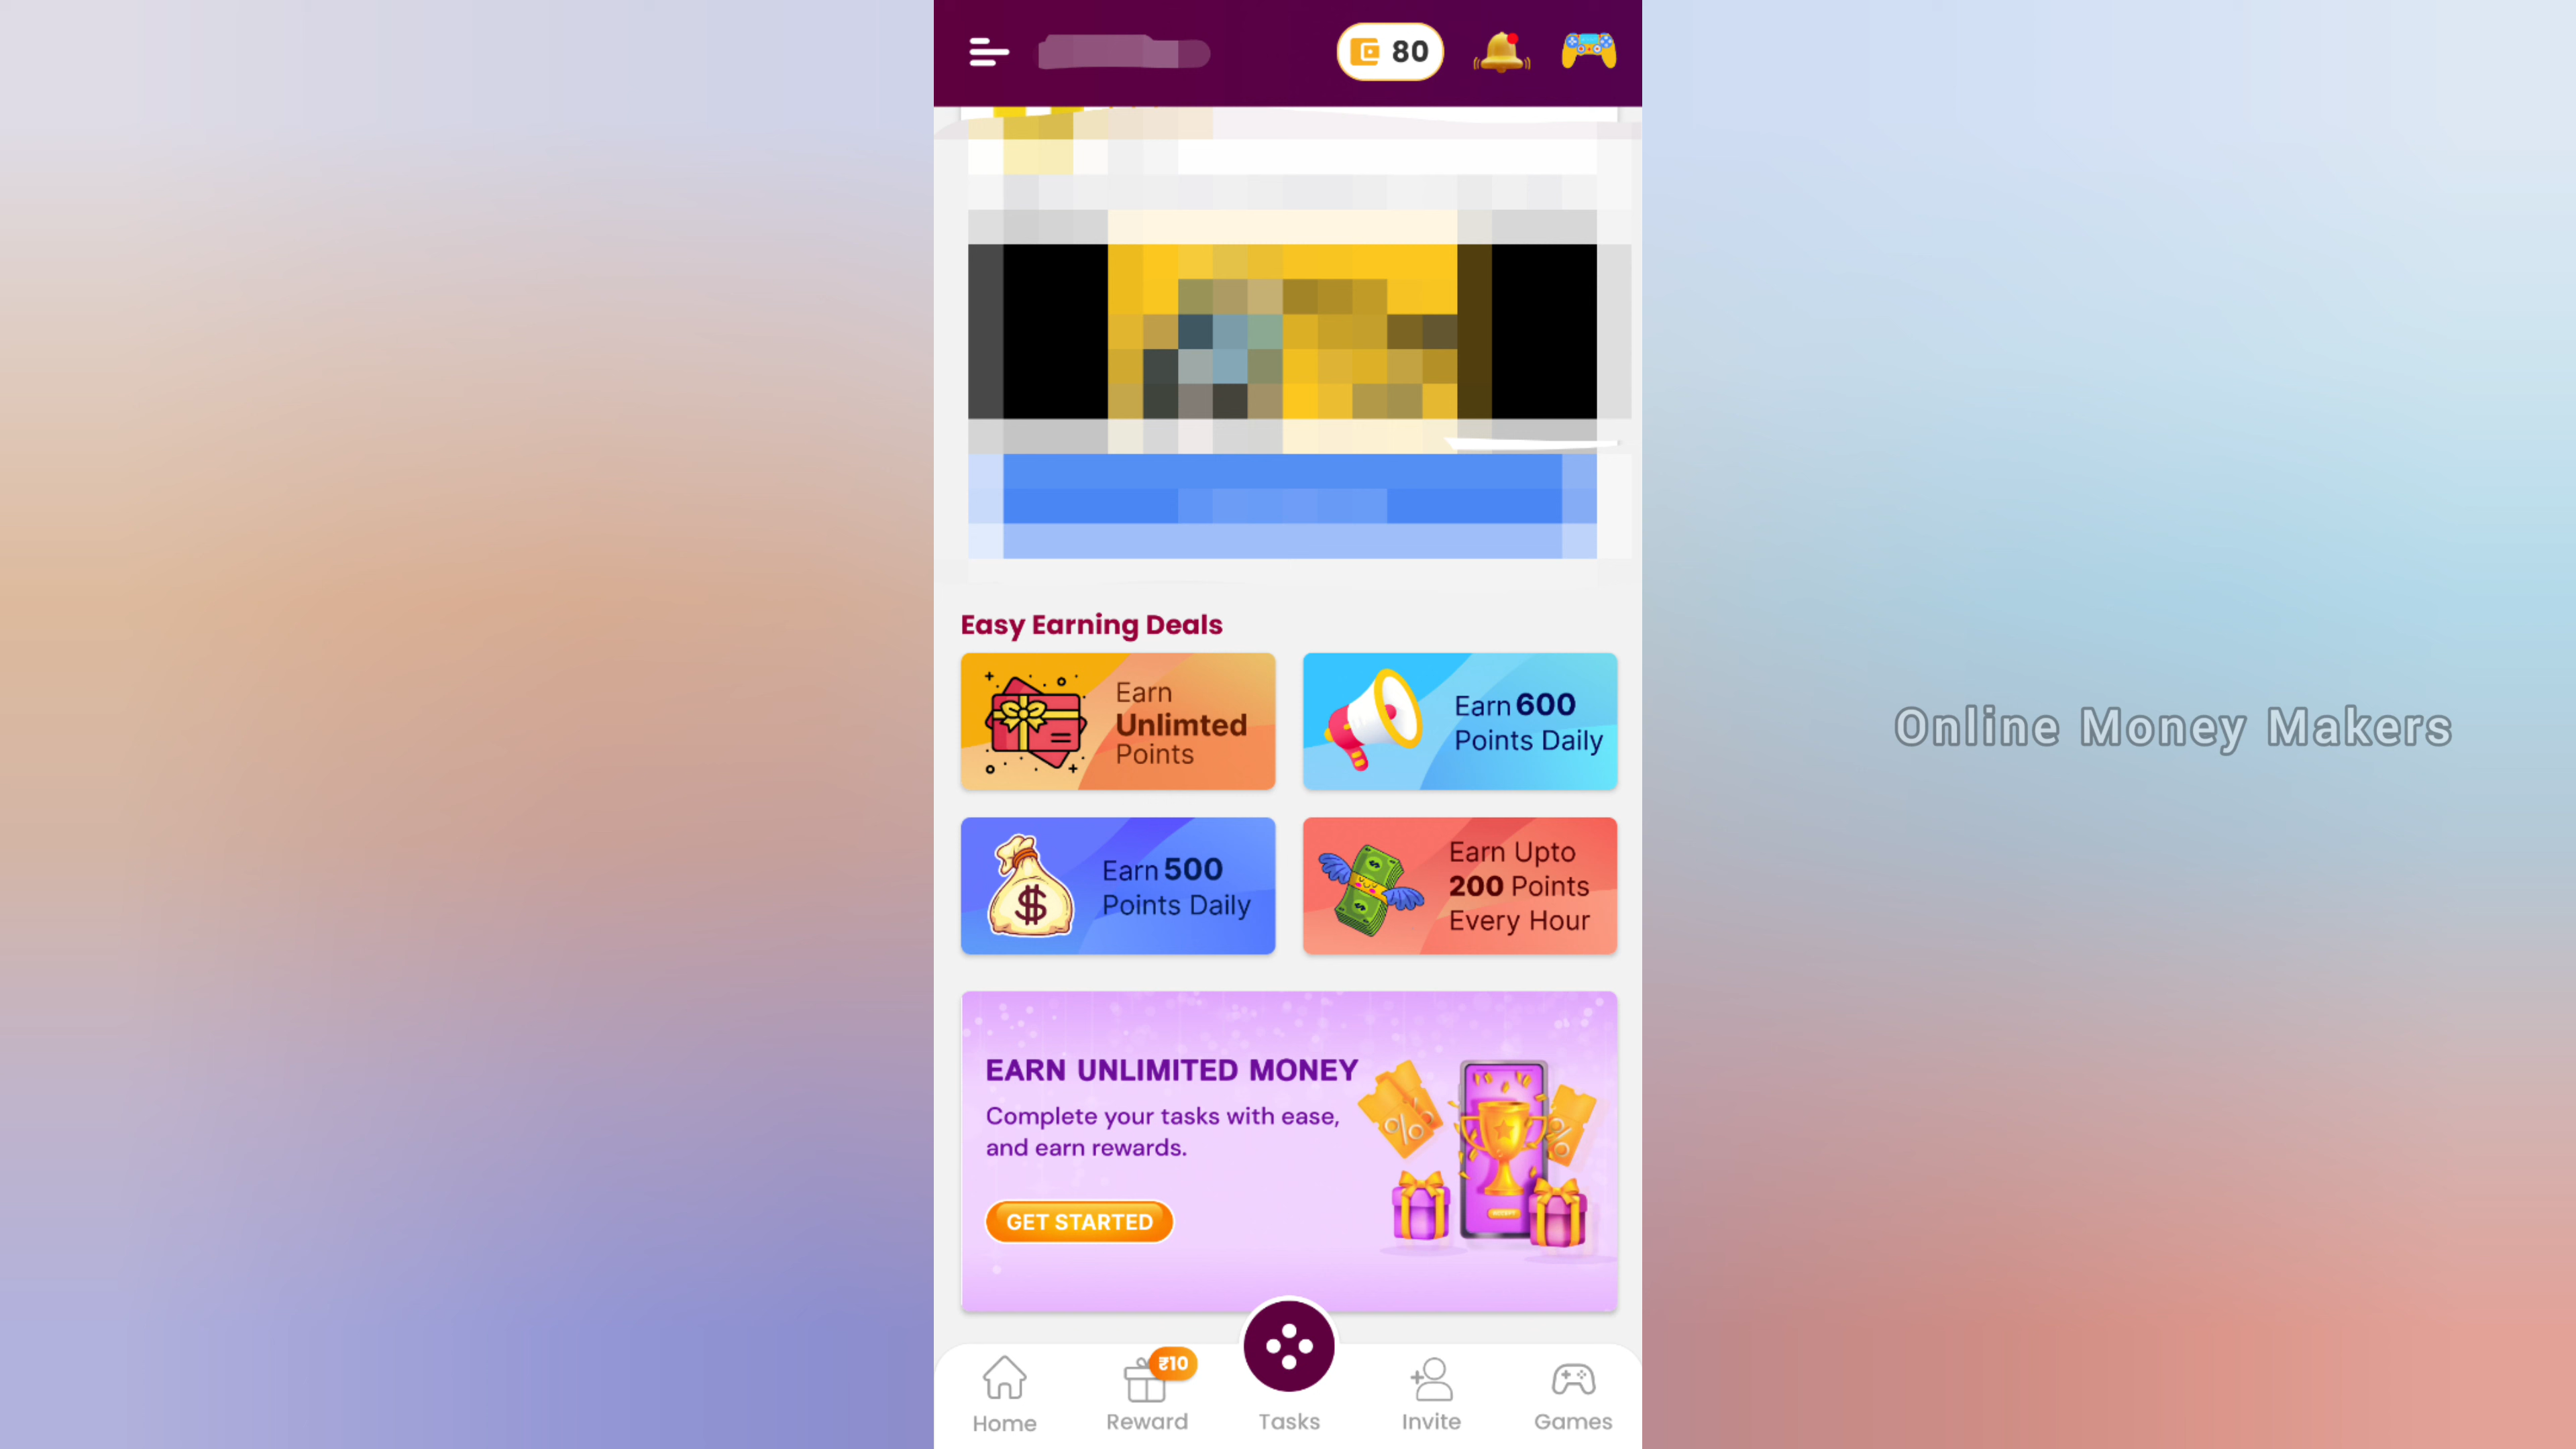 80
Easy Earning Deals
Earn
Unlimted
Points
Earn 600
Points Daily
Earn 500
Points Daily
Earn Upto
200 Points
Every Hour
EARN UNLIMITED MONEY
Complete your tasks with ease,
and earn rewards.
GET STARTED
₹10
Home
Reward
Tasks
Invite
Games
Online Money Makers